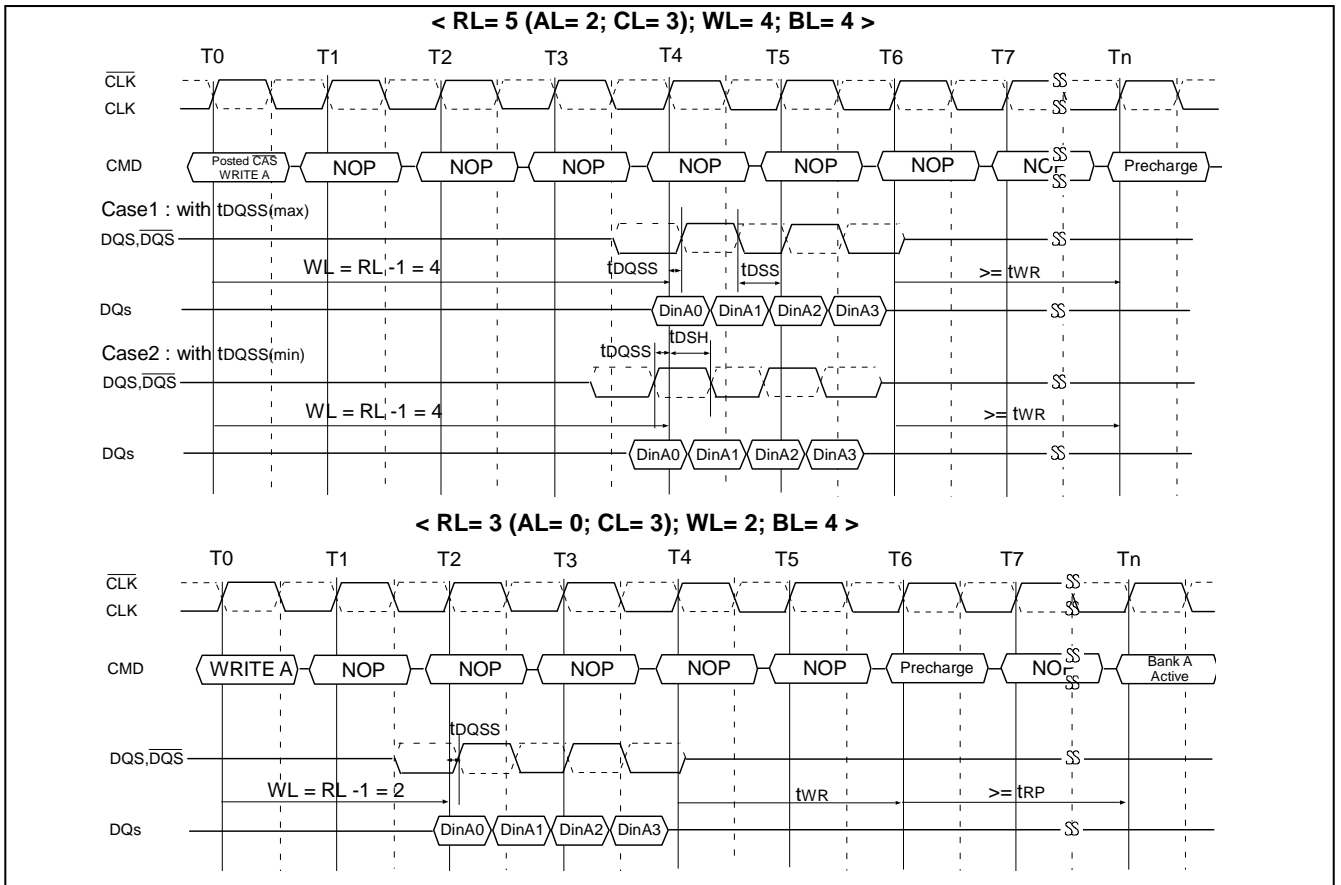 < RL= 5 (AL= 2; CL= 3); WL= 4; BL= 4 >
T0 T1 T2 T3 T4 T5 T6 T7 Tn
CLK
CLK
CMD Posted CAS WRITE A NOP NOP NOP NOP NOP NOP NOP Precharge
Case1 : with tDQSS(max)
DQS,DQS
tDQSS tDSS
WL = RL -1 = 4 >= tWR
DQs DinA0 DinA1 DinA2 DinA3
Case2 : with tDQSS(min)
tDQSS tDSH
DQS,DQS
WL = RL -1 = 4 >= tWR
DQs DinA0 DinA1 DinA2 DinA3
< RL= 3 (AL= 0; CL= 3); WL= 2; BL= 4 >
T0 T1 T2 T3 T4 T5 T6 T7 Tn
CLK
CLK
CMD WRITE A NOP NOP NOP NOP NOP Precharge NOP Bank A Active
tDQSS
DQS,DQS
WL = RL -1 = 2 tWR >= tRP
DQs DinA0 DinA1 DinA2 DinA3